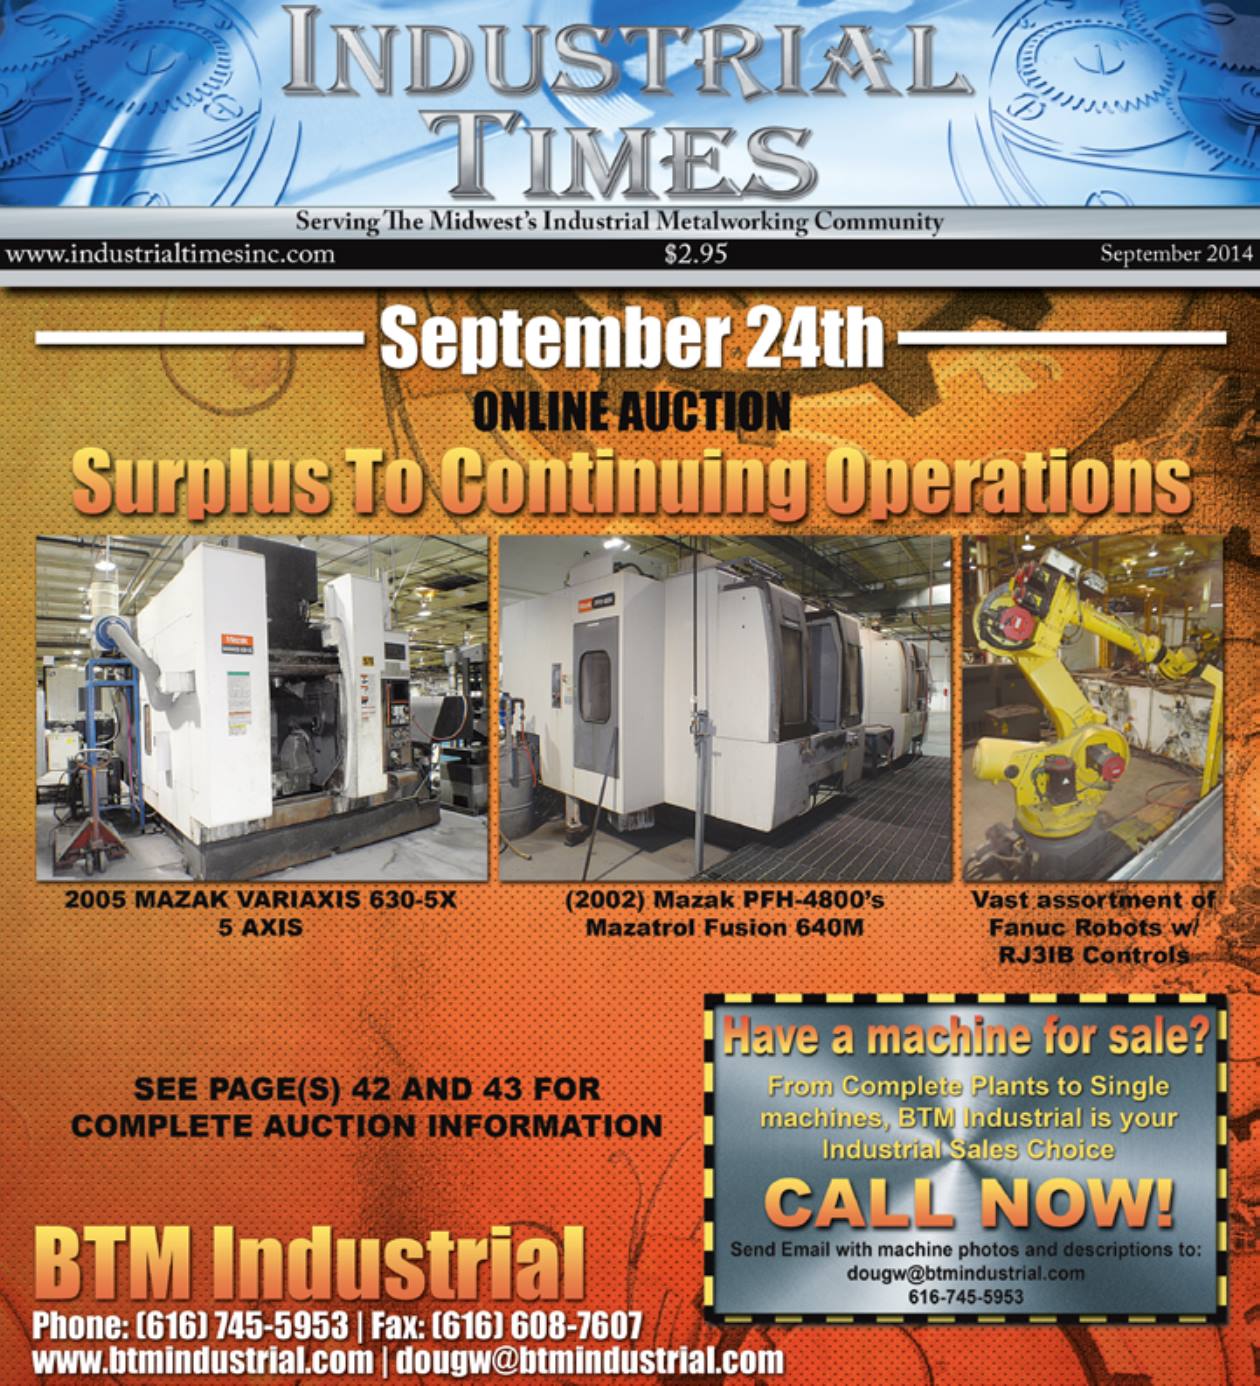 INDUSTRIAL
TIMES
Serving The Midwest's Industrial Metalworking Community
www.industrialtimesinc.com $2.95 September 2014
September 24th
ONLINE AUCTION
Surplus To Continuing Operations
Mazak
2005 MAZAK VARIAXIS 630-5X
5 AXIS
(2002) Mazak PFH-4800's
Mazatrol Fusion 640M
Vast assortment of
Fanuc Robots w/
RJ3IB Controls
SEE PAGE(S) 42 AND 43 FOR
COMPLETE AUCTION INFORMATION
Have a machine for sale?
From Complete Plants to Single
machines, BTM Industrial is your
Industrial Sales Choice
CALL NOW!
Send Email with machine photos and descriptions to:
dougw@btmindustrial.com
616-745-5953
BTM Industrial
Phone: (616) 745-5953 | Fax: (616) 608-7607
www.btmindustrial.com | dougw@btmindustrial.com